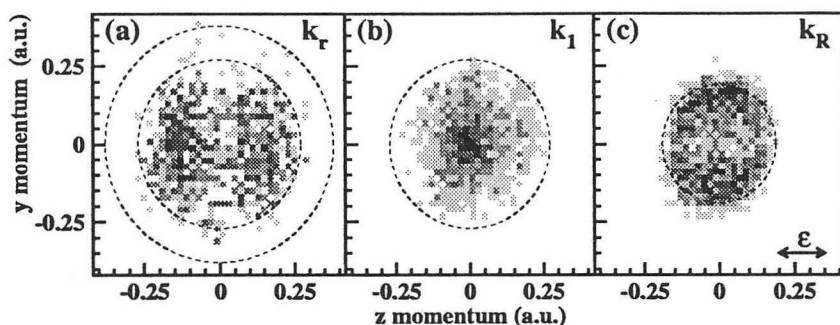 (a) k_r (b) k_1 (c) k_R
0.25
0
-0.25
y momentum (a.u.)
ε
-0.25 0 0.25 -0.25 0 0.25 -0.25 0 0.25
z momentum (a.u.)